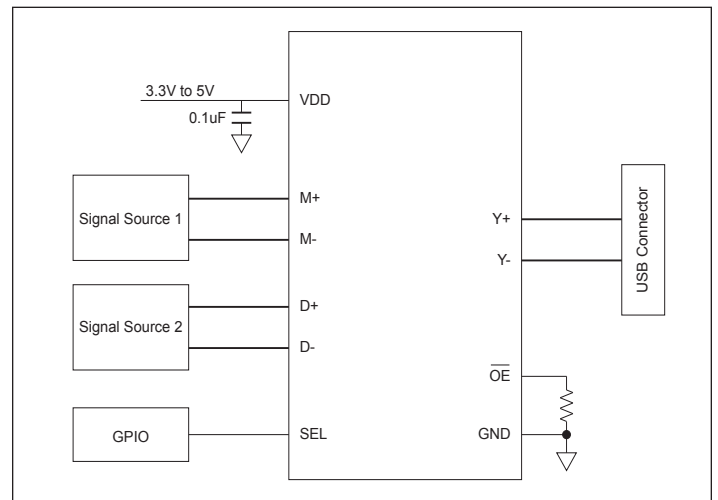 3.3V to 5V
0.1uF
VDD
Signal Source 1
M+
M-
Y+
Y-
USB Connector
Signal Source 2
D+
D-
OE
GPIO
SEL
GND